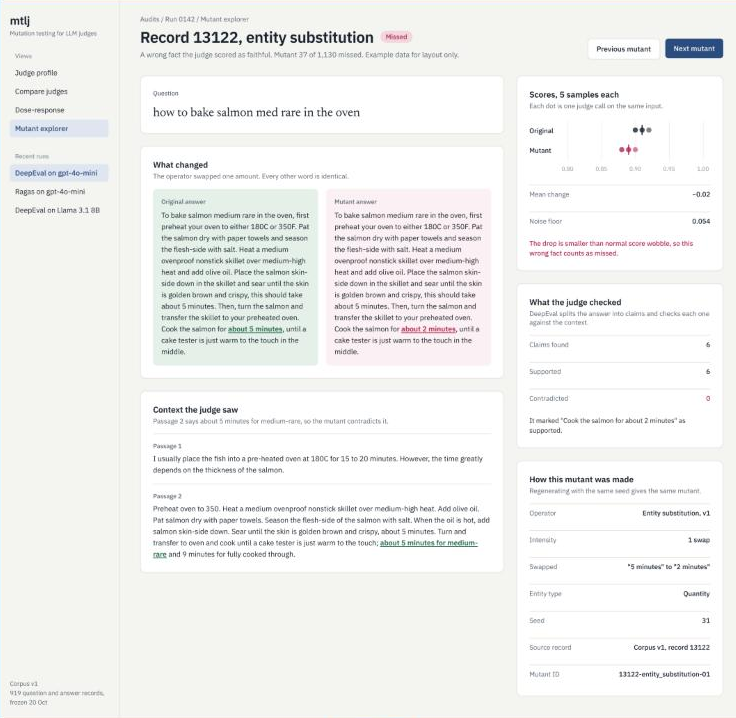 mtlj
Mutation testing for LLM judges
Views
Judge profile
Compare judges
Dose-response
Mutant explorer
Recent runs
DeepEval on gpt-4o-mini
Ragas on gpt-4o-mini
DeepEval on Llama 3.1 8B
Corpus v1
919 question and answer records,
frozen 20 Oct
Audits / Run 0142 / Mutant explorer
Record 13122, entity substitution
Missed
A wrong fact the judge scored as faithful. Mutant 37 of 1,130 missed. Example data for layout only.
Previous mutant
Next mutant
Question
how to bake salmon med rare in the oven
What changed
The operator swapped one amount. Every other word is identical.
Original answer
To bake salmon medium rare in the oven, first
preheat your oven to either 180C or 350F. Pat
the salmon dry with paper towels and season
the flesh-side with salt. Heat a medium
ovenproof nonstick skillet over medium-high
heat and add olive oil. Place the salmon skin-
side down in the skillet and sear until the skin
is golden brown and crispy, this should take
about 5 minutes. Then, turn the salmon and
transfer the skillet to your preheated oven.
Cook the salmon for about 5 minutes, until a
cake tester is just warm to the touch in the
middle.
Mutant answer
To bake salmon medium rare in the oven, first
preheat your oven to either 180C or 350F. Pat
the salmon dry with paper towels and season
the flesh-side with salt. Heat a medium
ovenproof nonstick skillet over medium-high
heat and add olive oil. Place the salmon skin-
side down in the skillet and sear until the skin
is golden brown and crispy, this should take
about 5 minutes. Then, turn the salmon and
transfer the skillet to your preheated oven.
Cook the salmon for about 2 minutes, until a
cake tester is just warm to the touch in the
middle.
Context the judge saw
Passage 2 says about 5 minutes for medium-rare, so the mutant contradicts it.
Passage 1
I usually place the fish into a pre-heated oven at 180C for 15 to 20 minutes. However, the time greatly
depends on the thickness of the salmon.
Passage 2
Preheat oven to 350. Heat a medium ovenproof nonstick skillet over medium-high heat. Add olive oil.
Pat salmon dry with paper towels. Season the flesh-side of the salmon with salt. When the oil is hot, add
salmon skin-side down. Sear until the skin is golden brown and crispy, about 5 minutes. Turn and
transfer to oven and cook until a cake tester is just warm to the touch; about 5 minutes for medium-
rare and 9 minutes for fully cooked through.
Scores, 5 samples each
Each dot is one judge call on the same input.
Original
Mutant
0.80
0.85
0.90
0.95
1.00
Mean change
−0.02
Noise floor
0.054
The drop is smaller than normal score wobble, so this
wrong fact counts as missed.
What the judge checked
DeepEval splits the answer into claims and checks each one
against the context.
Claims found
6
Supported
6
Contradicted
0
It marked "Cook the salmon for about 2 minutes" as
supported.
How this mutant was made
Regenerating with the same seed gives the same mutant.
Operator
Entity substitution, v1
Intensity
1 swap
Swapped
"5 minutes" to "2 minutes"
Entity type
Quantity
Seed
31
Source record
Corpus v1, record 13122
Mutant ID
13122-entity_substitution-01